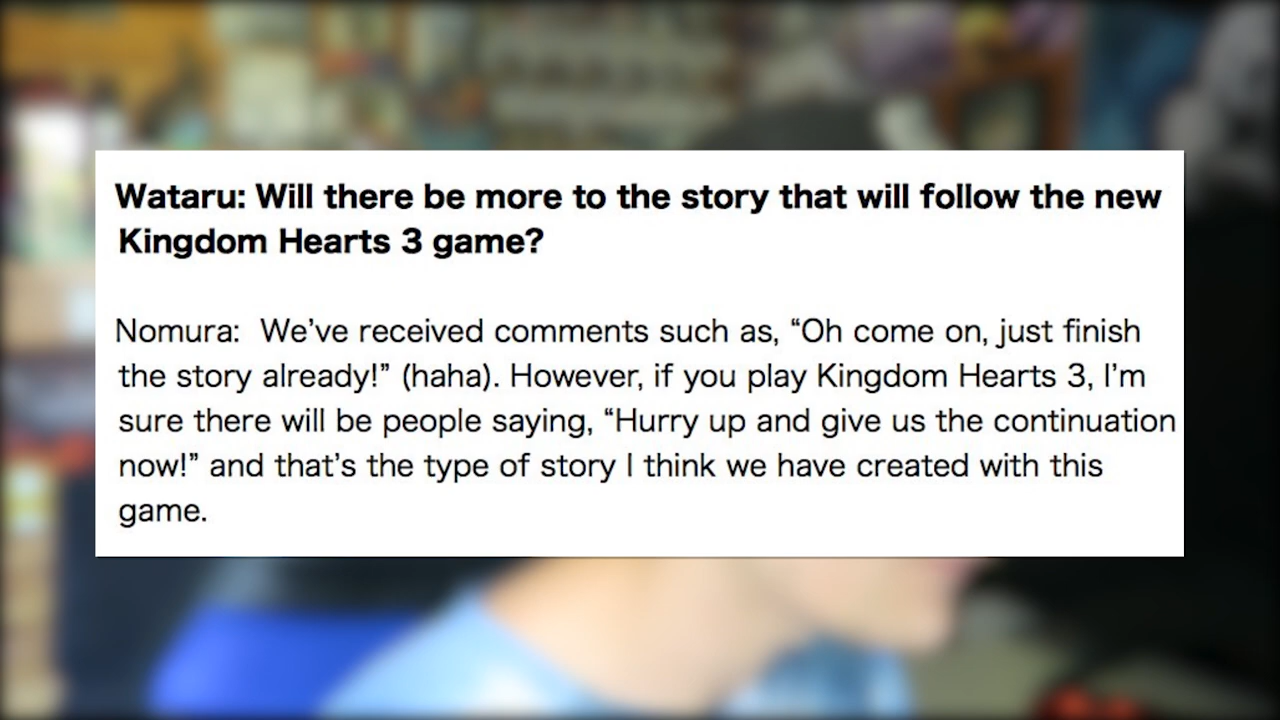 Wataru: Will there be more to the story that will follow the new
Kingdom Hearts 3 game?
Nomura:  We’ve received comments such as, “Oh come on, just finish
the story already!” (haha). However, if you play Kingdom Hearts 3, I’m
sure there will be people saying, “Hurry up and give us the continuation
now!” and that’s the type of story I think we have created with this
game.